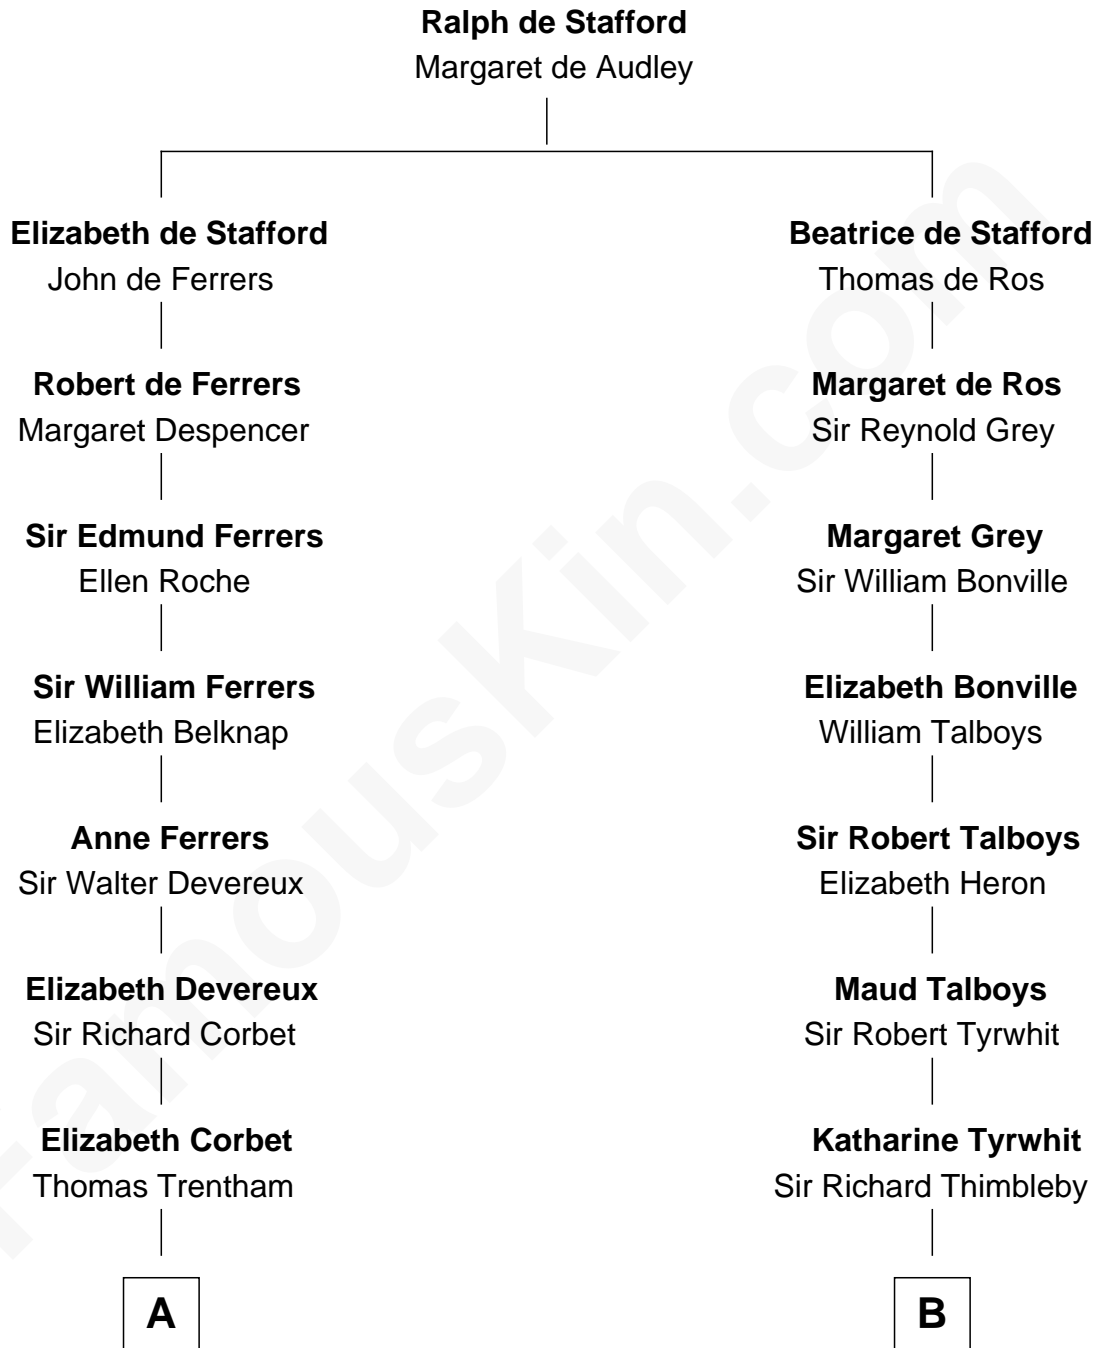 Ralph de Stafford
Margaret de Audley
Elizabeth de Stafford
John de Ferrers
Robert de Ferrers
Margaret Despencer
Sir Edmund Ferrers
Ellen Roche
Sir William Ferrers
Elizabeth Belknap
Anne Ferrers
Sir Walter Devereux
Elizabeth Devereux
Sir Richard Corbet
Elizabeth Corbet
Thomas Trentham
A
Beatrice de Stafford
Thomas de Ros
Margaret de Ros
Sir Reynold Grey
Margaret Grey
Sir William Bonville
Elizabeth Bonville
William Talboys
Sir Robert Talboys
Elizabeth Heron
Maud Talboys
Sir Robert Tyrwhit
Katharine Tyrwhit
Sir Richard Thimbleby
B
FamousKin.com